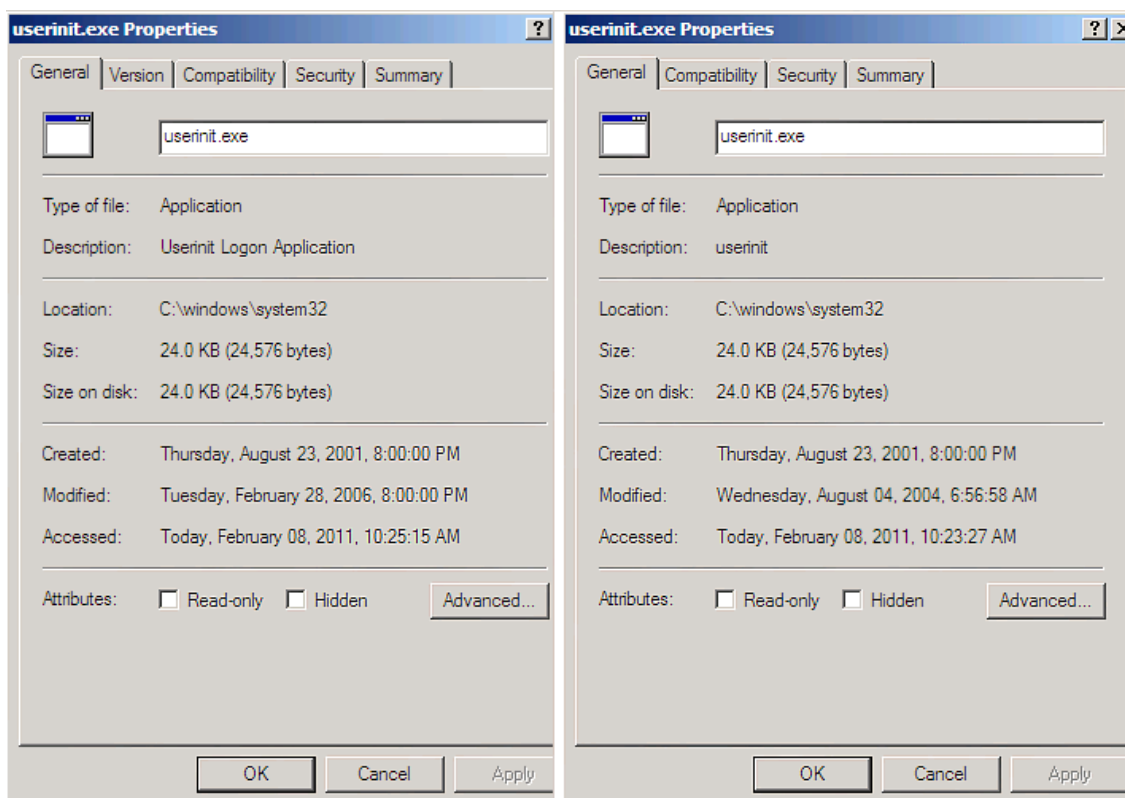 userinit.exe Properties
?
General Version Compatibility Security Summary
userinit.exe
Type of file: Application
Description: Userinit Logon Application
Location: C:\windows\system32
Size: 24.0 KB (24,576 bytes)
Size on disk: 24.0 KB (24,576 bytes)
Created: Thursday, August 23, 2001, 8:00:00 PM
Modified: Tuesday, February 28, 2006, 8:00:00 PM
Accessed: Today, February 08, 2011, 10:25:15 AM
Attributes: Read-only Hidden Advanced...
OK Cancel Apply
userinit.exe Properties
?
General Compatibility Security Summary
userinit.exe
Type of file: Application
Description: userinit
Location: C:\windows\system32
Size: 24.0 KB (24,576 bytes)
Size on disk: 24.0 KB (24,576 bytes)
Created: Thursday, August 23, 2001, 8:00:00 PM
Modified: Wednesday, August 04, 2004, 6:56:58 AM
Accessed: Today, February 08, 2011, 10:23:27 AM
Attributes: Read-only Hidden Advanced...
OK Cancel Apply